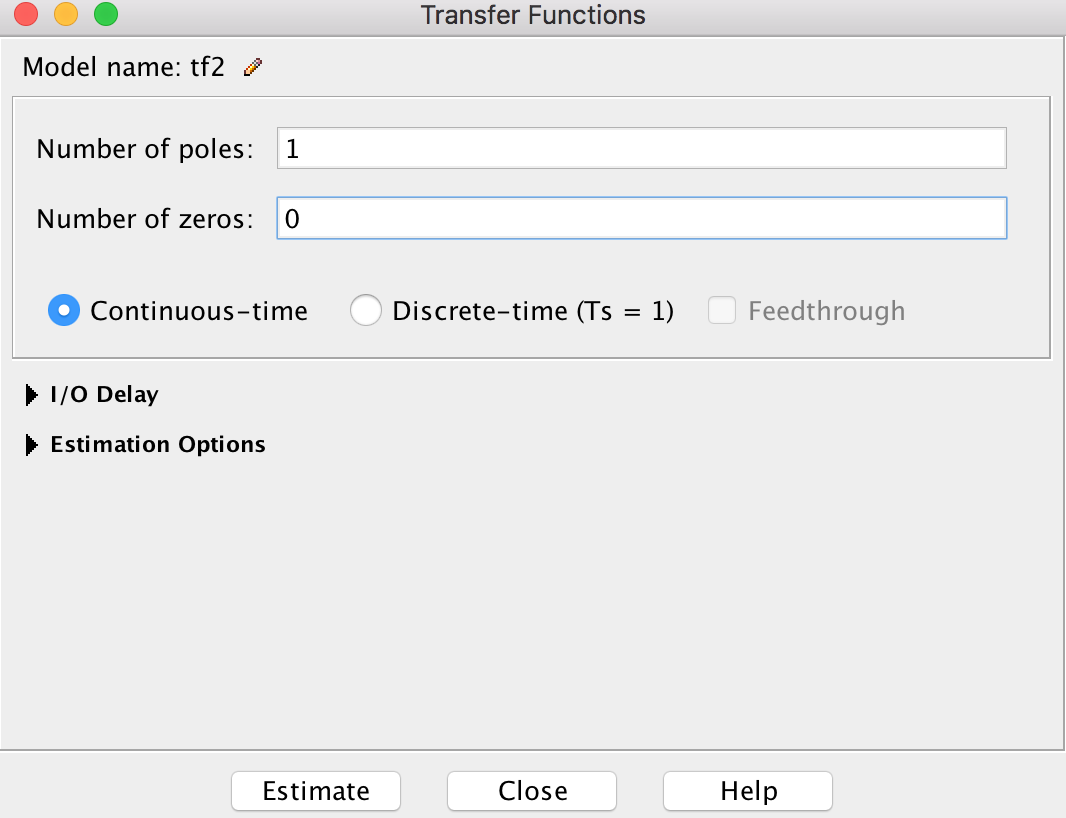 Transfer Functions
Model name: tf2
Number of poles: 1
Number of zeros: 0
Continuous-time Discrete-time (Ts = 1) Feedthrough
I/O Delay
Estimation Options
Estimate Close Help